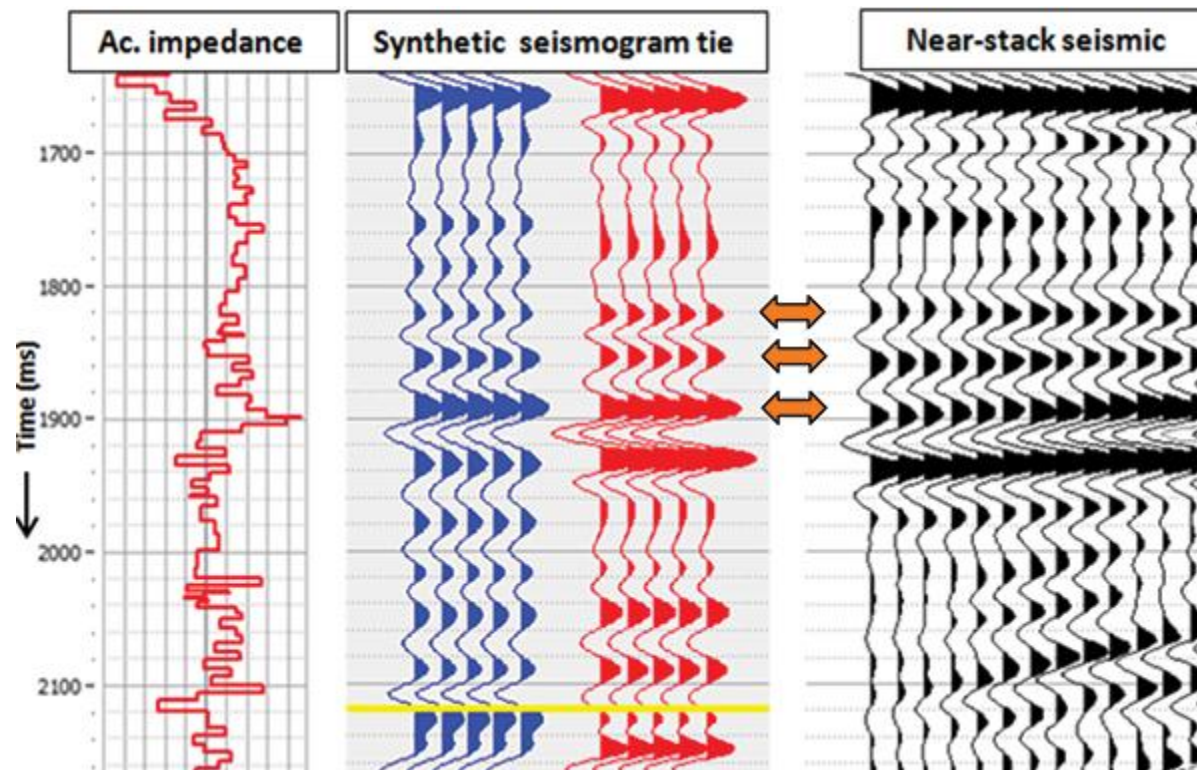 Ac. impedance
Synthetic seismogram tie
Near-stack seismic
Time (ms)
1700
1800
1900
2000
2100